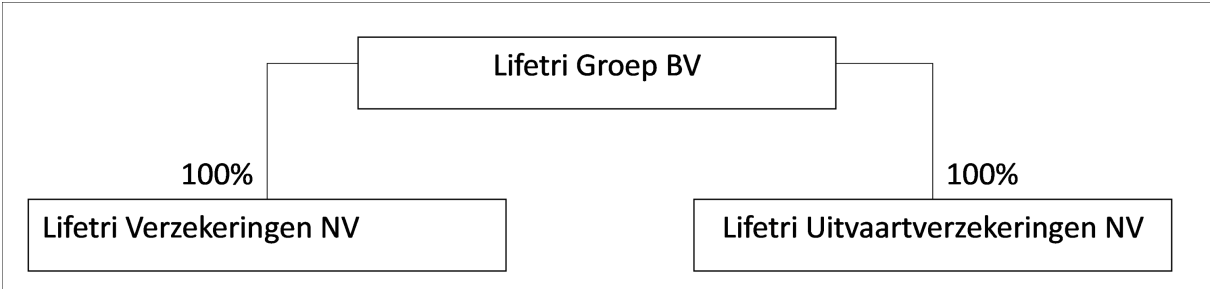 Lifetri Groep BV
100%
100%
Lifetri Verzekeringen NV
Lifetri Uitvaartverzekeringen NV